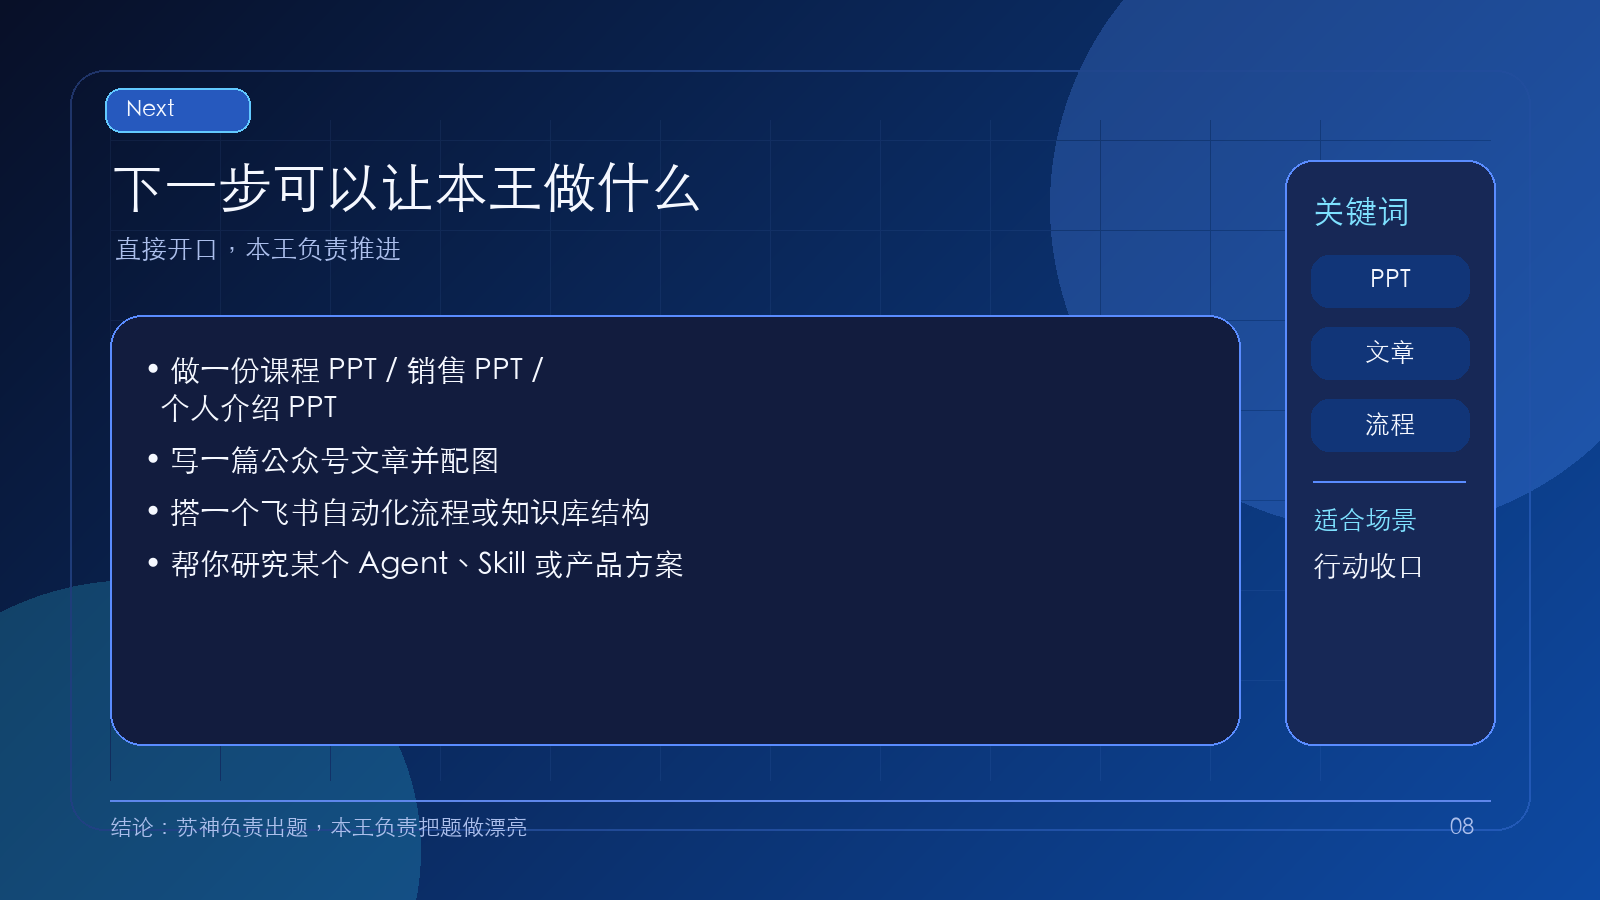 Next
下一步可以让本王做什么
直接开口，本王负责推进
• 做一份课程 PPT / 销售 PPT /
个人介绍 PPT
• 写一篇公众号文章并配图
• 搭一个飞书自动化流程或知识库结构
• 帮你研究某个 Agent、Skill 或产品方案
关键词
PPT
文章
流程
适合场景
行动收口
结论：苏神负责出题，本王负责把题做漂亮
08